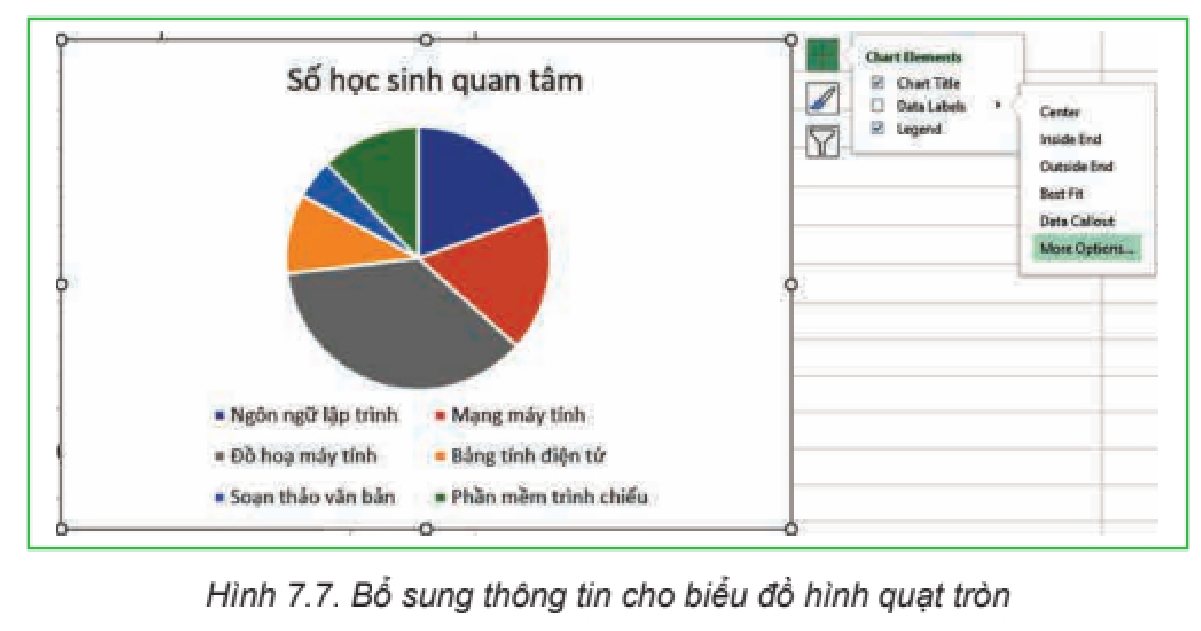 Số học sinh quan tâm
Ngôn ngữ lập trình
Mạng máy tính
Đồ hoạ máy tính
Bảng tính điện tử
Soạn thảo văn bản
Phần mềm trình chiếu
Chart Elements
Chart Title
Data Labels
Legend
Center
Inside End
Outside End
Best Fit
Data Callout
More Options...
Hình 7.7. Bổ sung thông tin cho biểu đồ hình quạt tròn